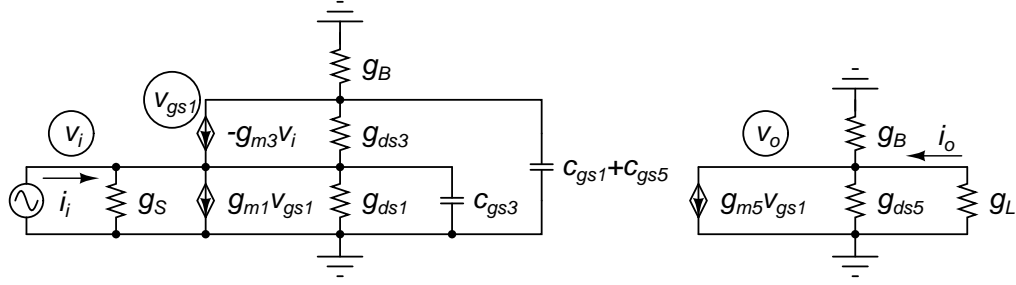 g_B
v_gs1
-g_m3v_i
g_ds3
v_i
v_o
g_B
i_o
c_gs1+c_gs5
i_i
g_S
g_m1v_gs1
g_ds1
c_gs3
g_m5v_gs1
g_ds5
g_L